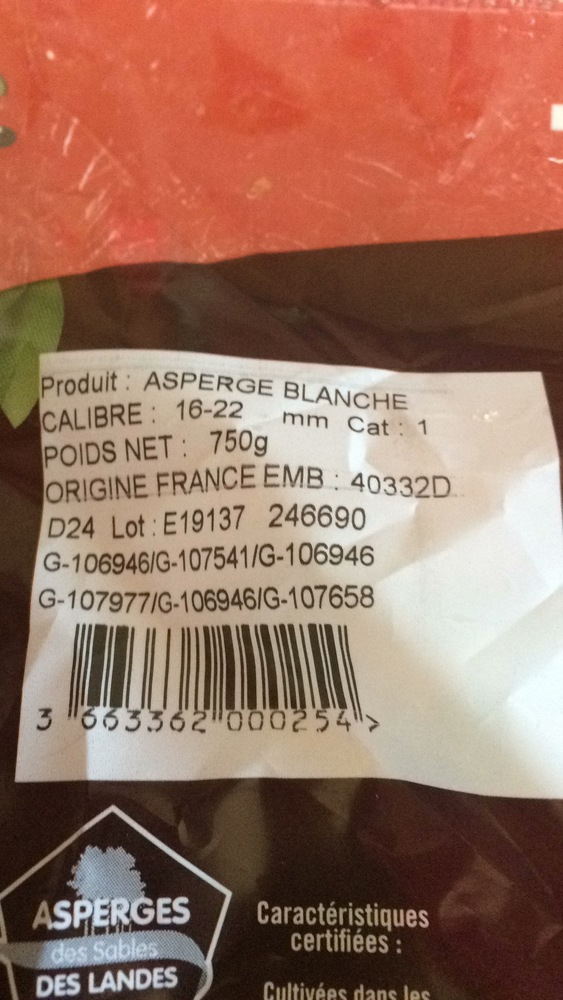 Produit : ASPERGE BLANCHE
CALIBRE : 16-22 mm Cat : 1
POIDS NET : 750g
ORIGINE FRANCE EMB : 40332D
D24 Lot : E19137 246690
G-106946/G-107541/G-106946
G-107977/G-106946/G-107658
3 663362 000254 >
ASPERGES
des Sables
DES LANDES
Caractéristiques
certifiées :
Cultivées dans les